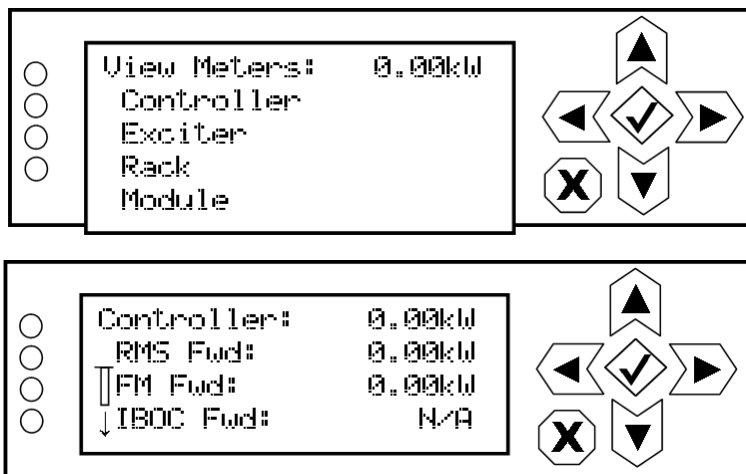 View Meters: 0.00kW
Controller
Exciter
Rack
Module
X
Controller: 0.00kW
RMS Fwd: 0.00kW
FM Fwd: 0.00kW
↓IBOC Fwd: N/A
X